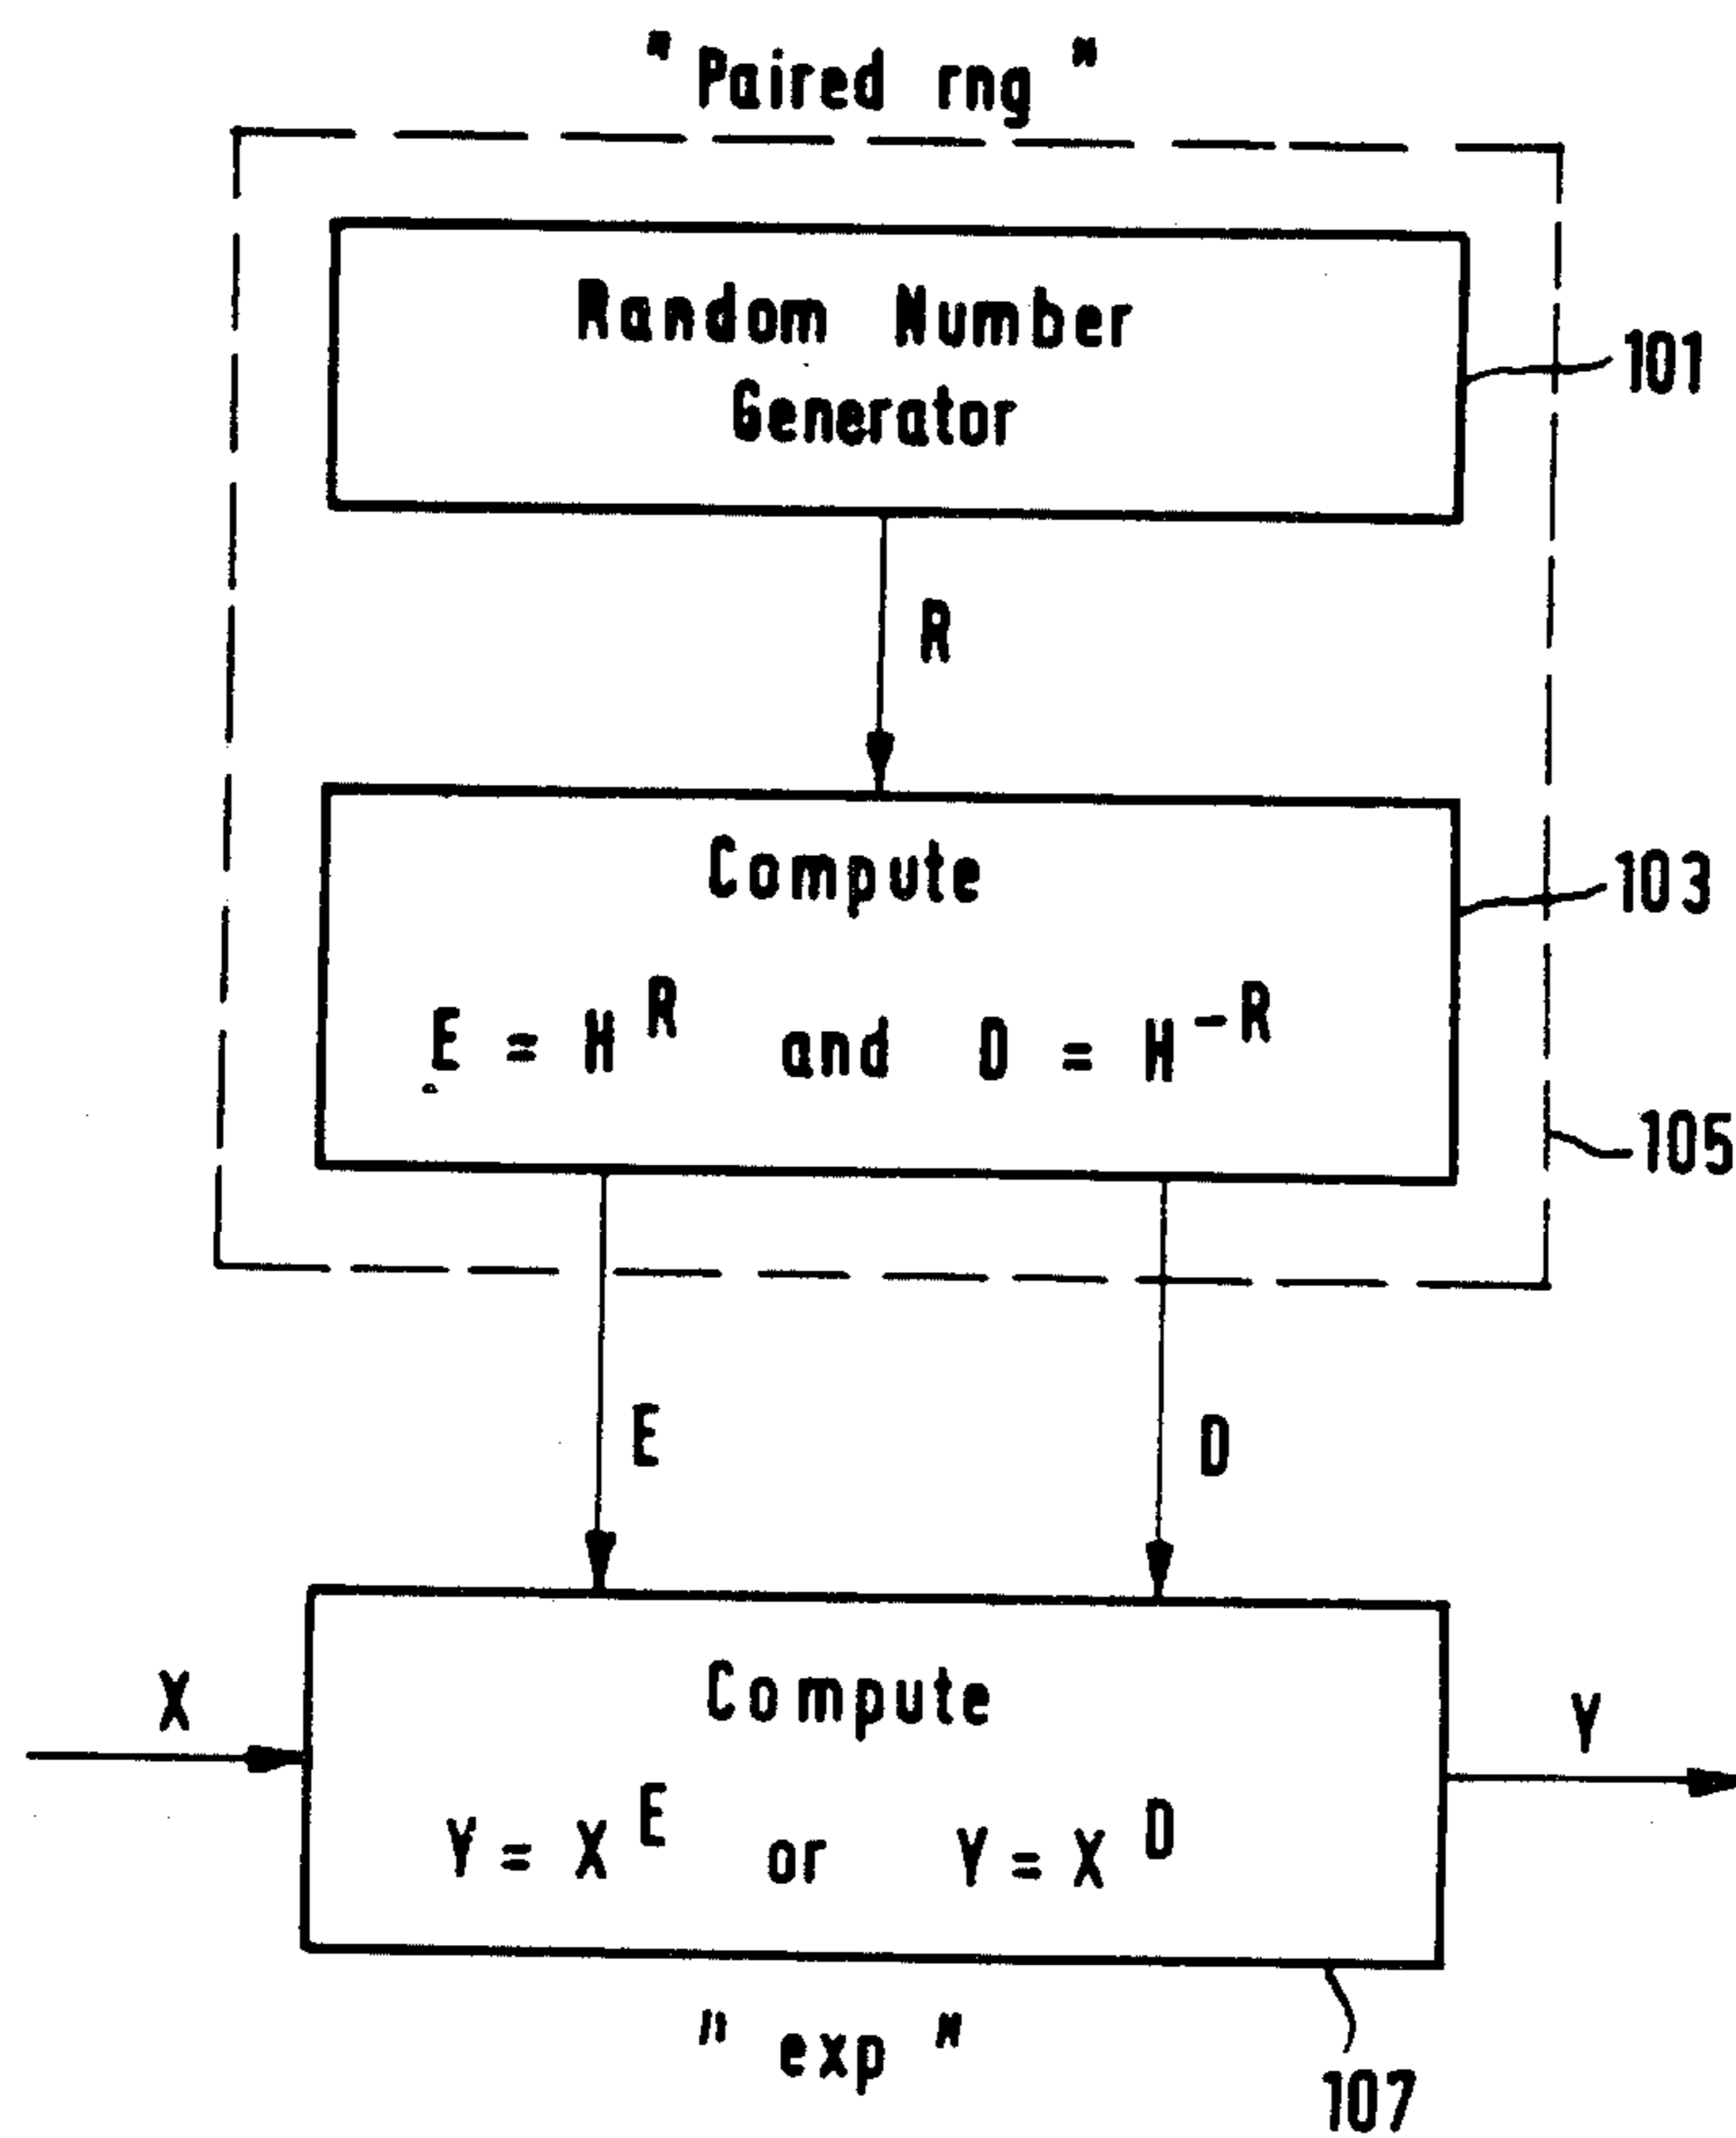 " Paired rng "
Random Number
Generator
101
R
Compute
103
E = H^R and D = H^-R
105
E
D
Compute
X
Y
Y = X^E or Y = X^D
" exp "
107